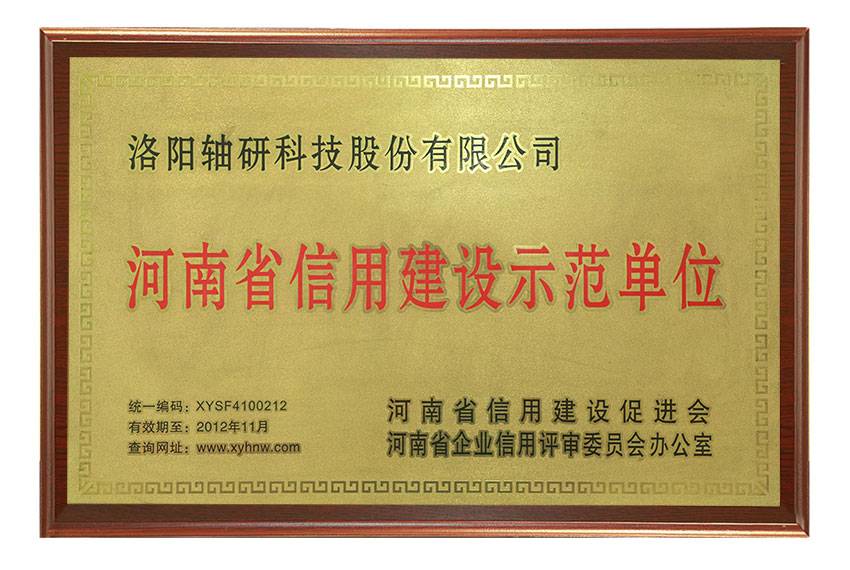 洛阳轴研科技股份有限公司
河南省信用建设示范单位
统一编码：XYSF4100212
有效期至：2012年11月
查询网址：www.xyhnw.com
河南省信用建设促进会
河南省企业信用评审委员会办公室